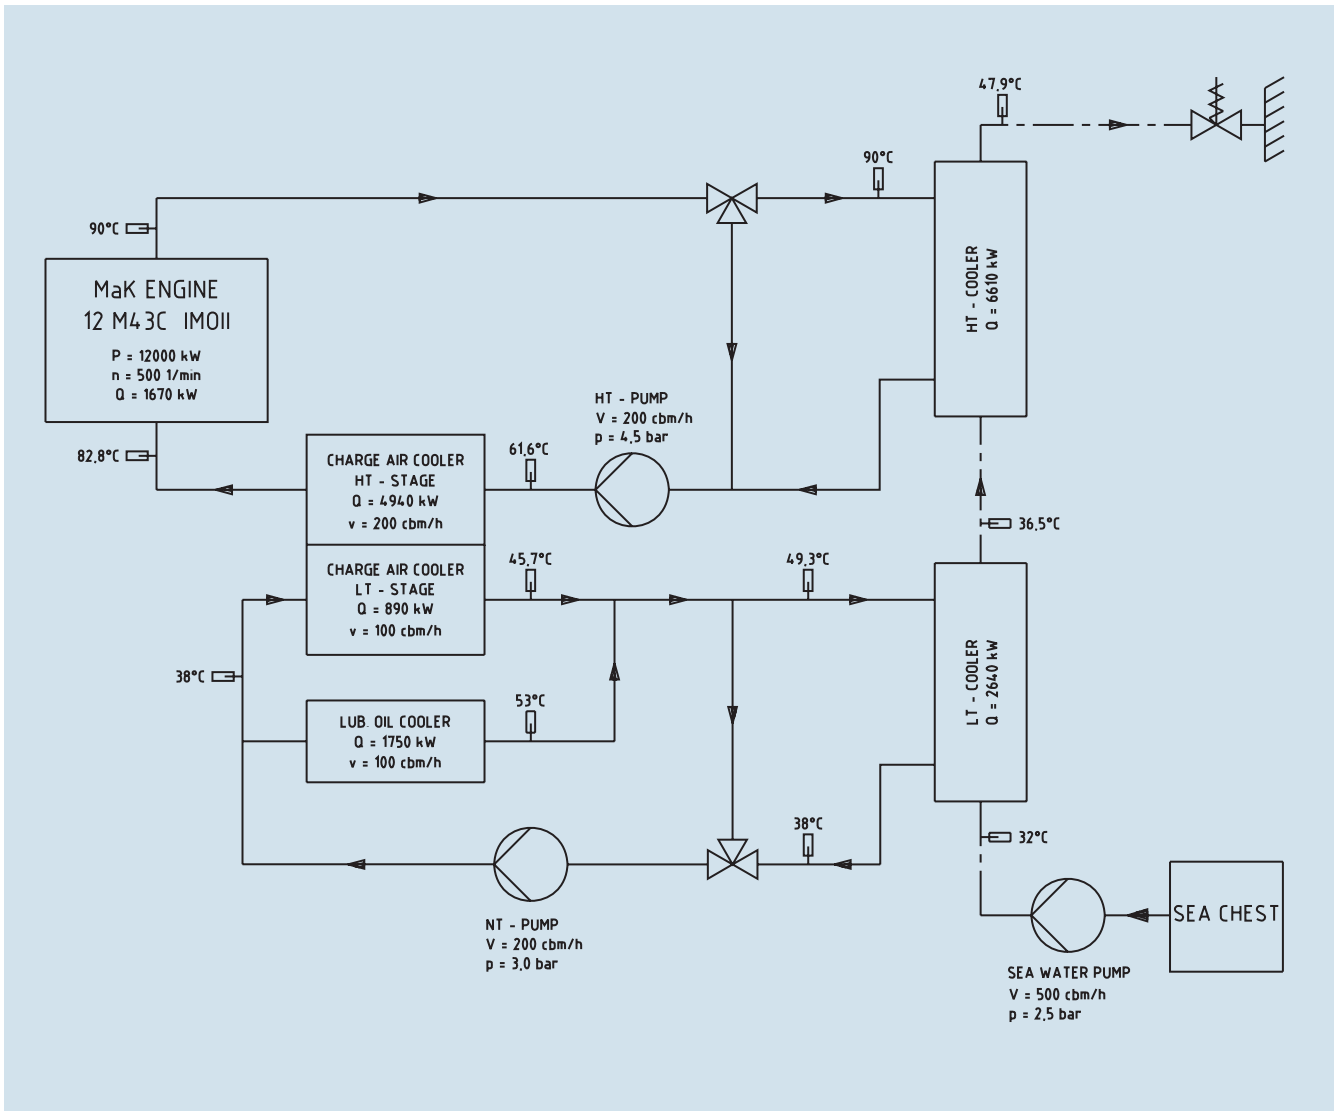 47.9°C
90°C
90°C
MaK ENGINE
12 M43C IMOII
P = 12000 kW
n = 500 1/min
Q = 1670 kW
HT - COOLER
Q = 6610 kW
82.8°C
HT - PUMP
V = 200 cbm/h
p = 4,5 bar
61.6°C
CHARGE AIR COOLER
HT - STAGE
Q = 4940 kW
v = 200 cbm/h
36.5°C
CHARGE AIR COOLER
LT - STAGE
Q = 890 kW
v = 100 cbm/h
45.7°C
49.3°C
38°C
LT - COOLER
Q = 2640 kW
53°C
LUB. OIL COOLER
Q = 1750 kW
v = 100 cbm/h
38°C
32°C
NT - PUMP
V = 200 cbm/h
p = 3,0 bar
SEA CHEST
SEA WATER PUMP
V = 500 cbm/h
p = 2,5 bar